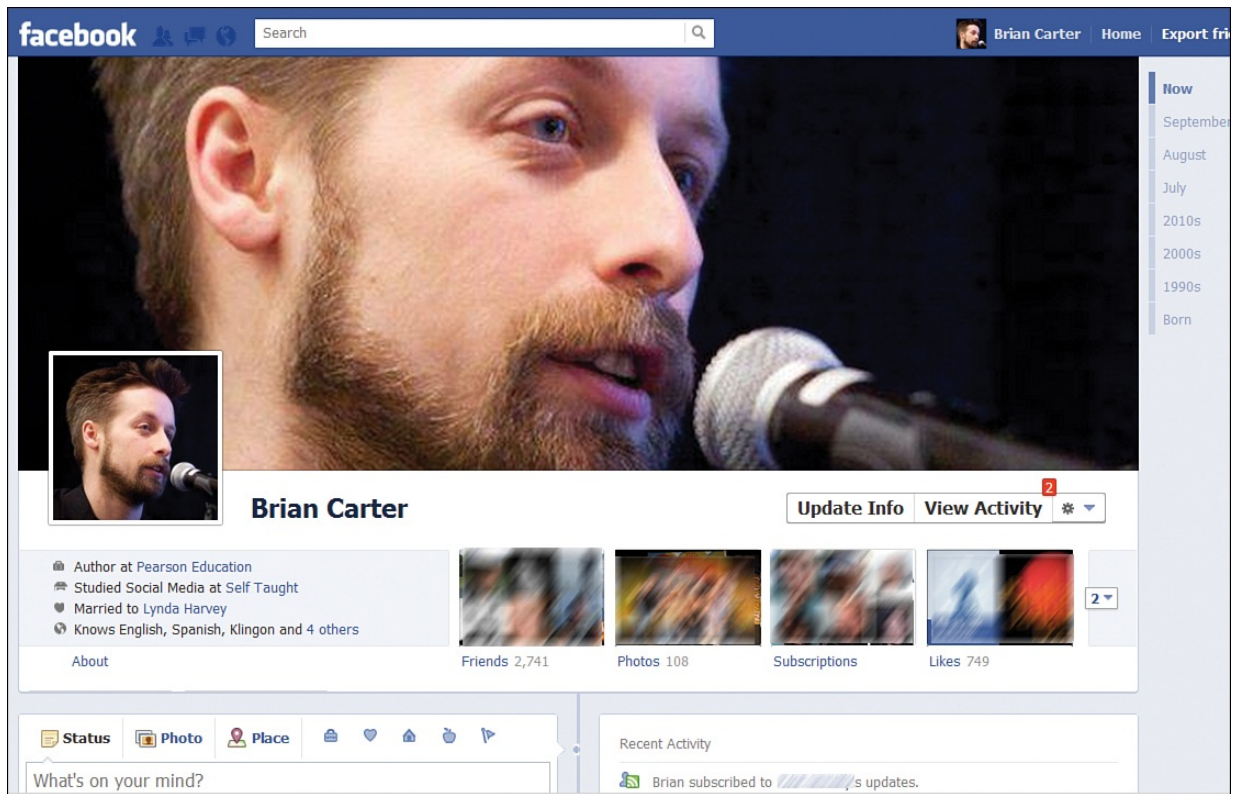 facebook
Search
Brian Carter
Home
Export fri
Now
September
August
July
2010s
2000s
1990s
Born
Brian Carter
Update Info
View Activity
2
Author at Pearson Education
Studied Social Media at Self Taught
Married to Lynda Harvey
Knows English, Spanish, Klingon and 4 others
About
Friends 2,741
Photos 108
Subscriptions
Likes 749
2
Status
Photo
Place
What's on your mind?
Recent Activity
Brian subscribed to s updates.